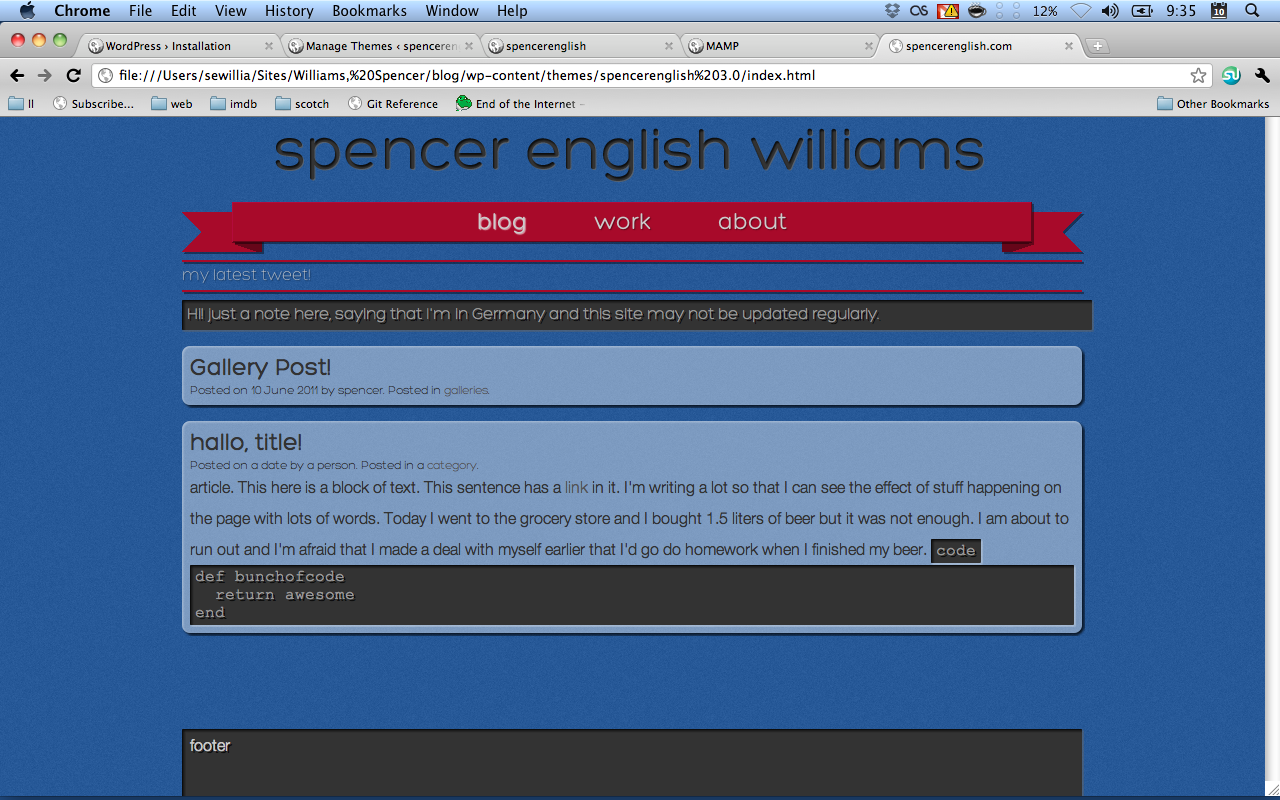 Chrome File Edit View History Bookmarks Window Help 12% 9:35 10
WordPress › Installation Manage Themes ‹ spenceren spencerenglish MAMP spencerenglish.com
file:///Users/sewillia/Sites/Williams,%20Spencer/blog/wp-content/themes/spencerenglish%203.0/index.html
ll Subscribe... web imdb scotch Git Reference End of the Internet – Other Bookmarks
spencer english williams
blog work about
my latest tweet!
Hi! just a note here, saying that I'm in Germany and this site may not be updated regularly.
Gallery Post!
Posted on 10 June 2011 by spencer. Posted in galleries.
hallo, title!
Posted on a date by a person. Posted in a category.
article. This here is a block of text. This sentence has a link in it. I'm writing a lot so that I can see the effect of stuff happening on
the page with lots of words. Today I went to the grocery store and I bought 1.5 liters of beer but it was not enough. I am about to
run out and I'm afraid that I made a deal with myself earlier that I'd go do homework when I finished my beer. code
def bunchofcode
return awesome
end
footer